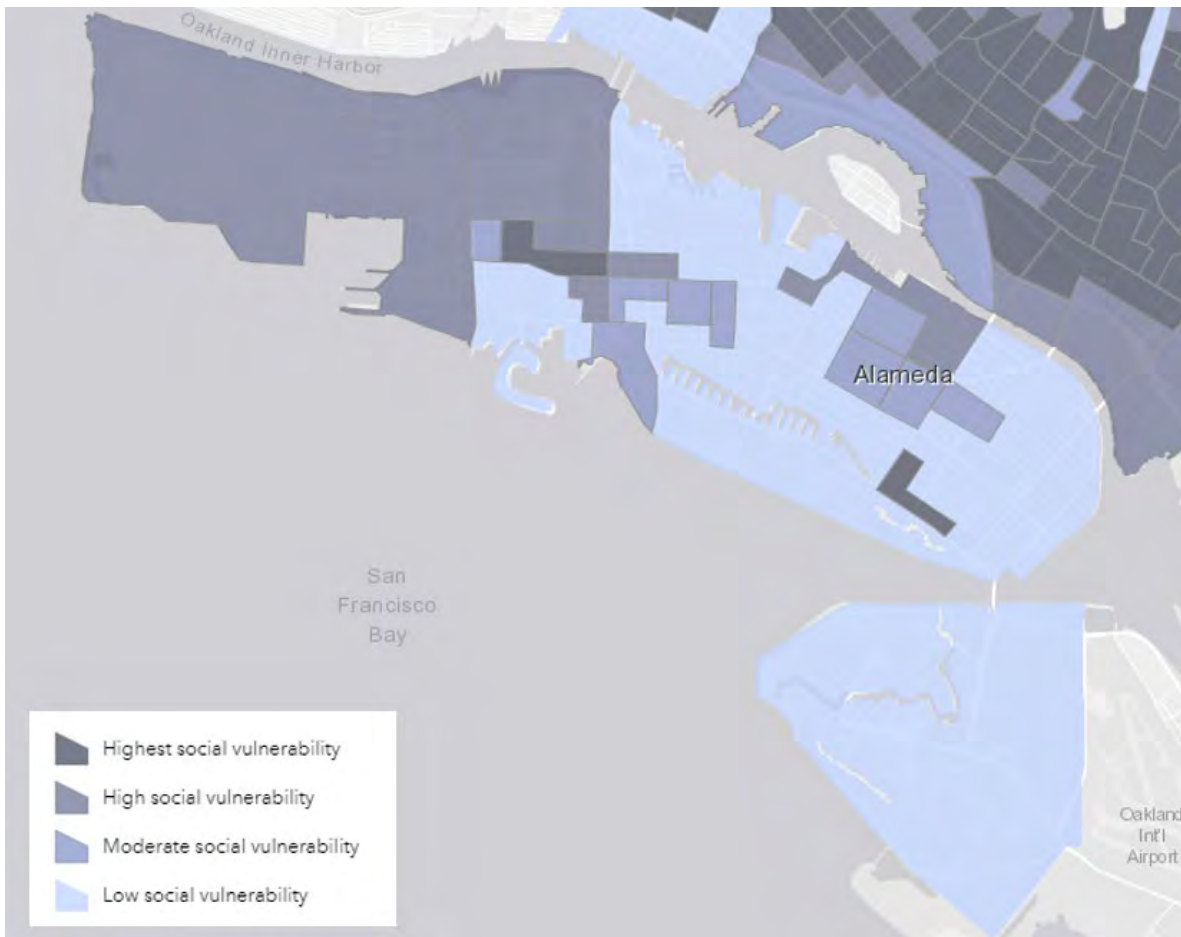 Oakland Inner Harbor
Alameda
San
Francisco
Bay
Highest social vulnerability
High social vulnerability
Moderate social vulnerability
Low social vulnerability
Oakland
Int'l
Airport